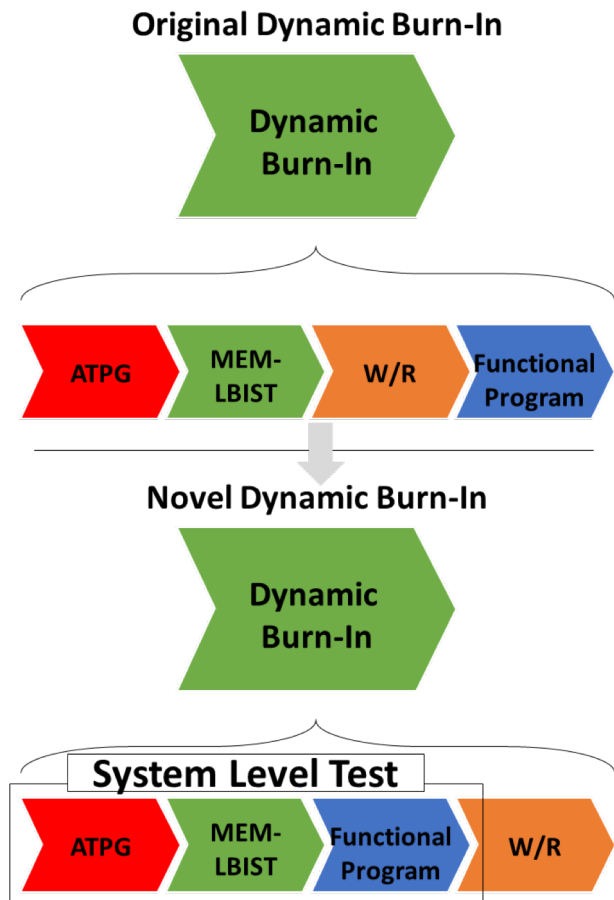 Original Dynamic Burn-In
Dynamic
Burn-In
ATPG
MEM-
LBIST
W/R
Functional
Program
Novel Dynamic Burn-In
Dynamic
Burn-In
System Level Test
ATPG
MEM-
LBIST
Functional
Program
W/R